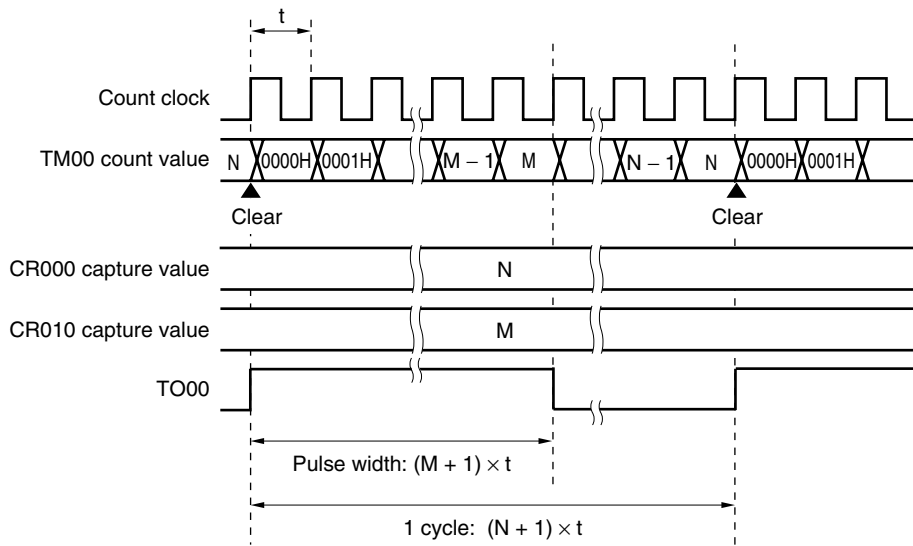 t
Count clock
TM00 count value N 0000H 0001H M – 1 M N – 1 N 0000H 0001H
Clear Clear
CR000 capture value N
CR010 capture value M
TO00
Pulse width: (M + 1) × t
1 cycle: (N + 1) × t